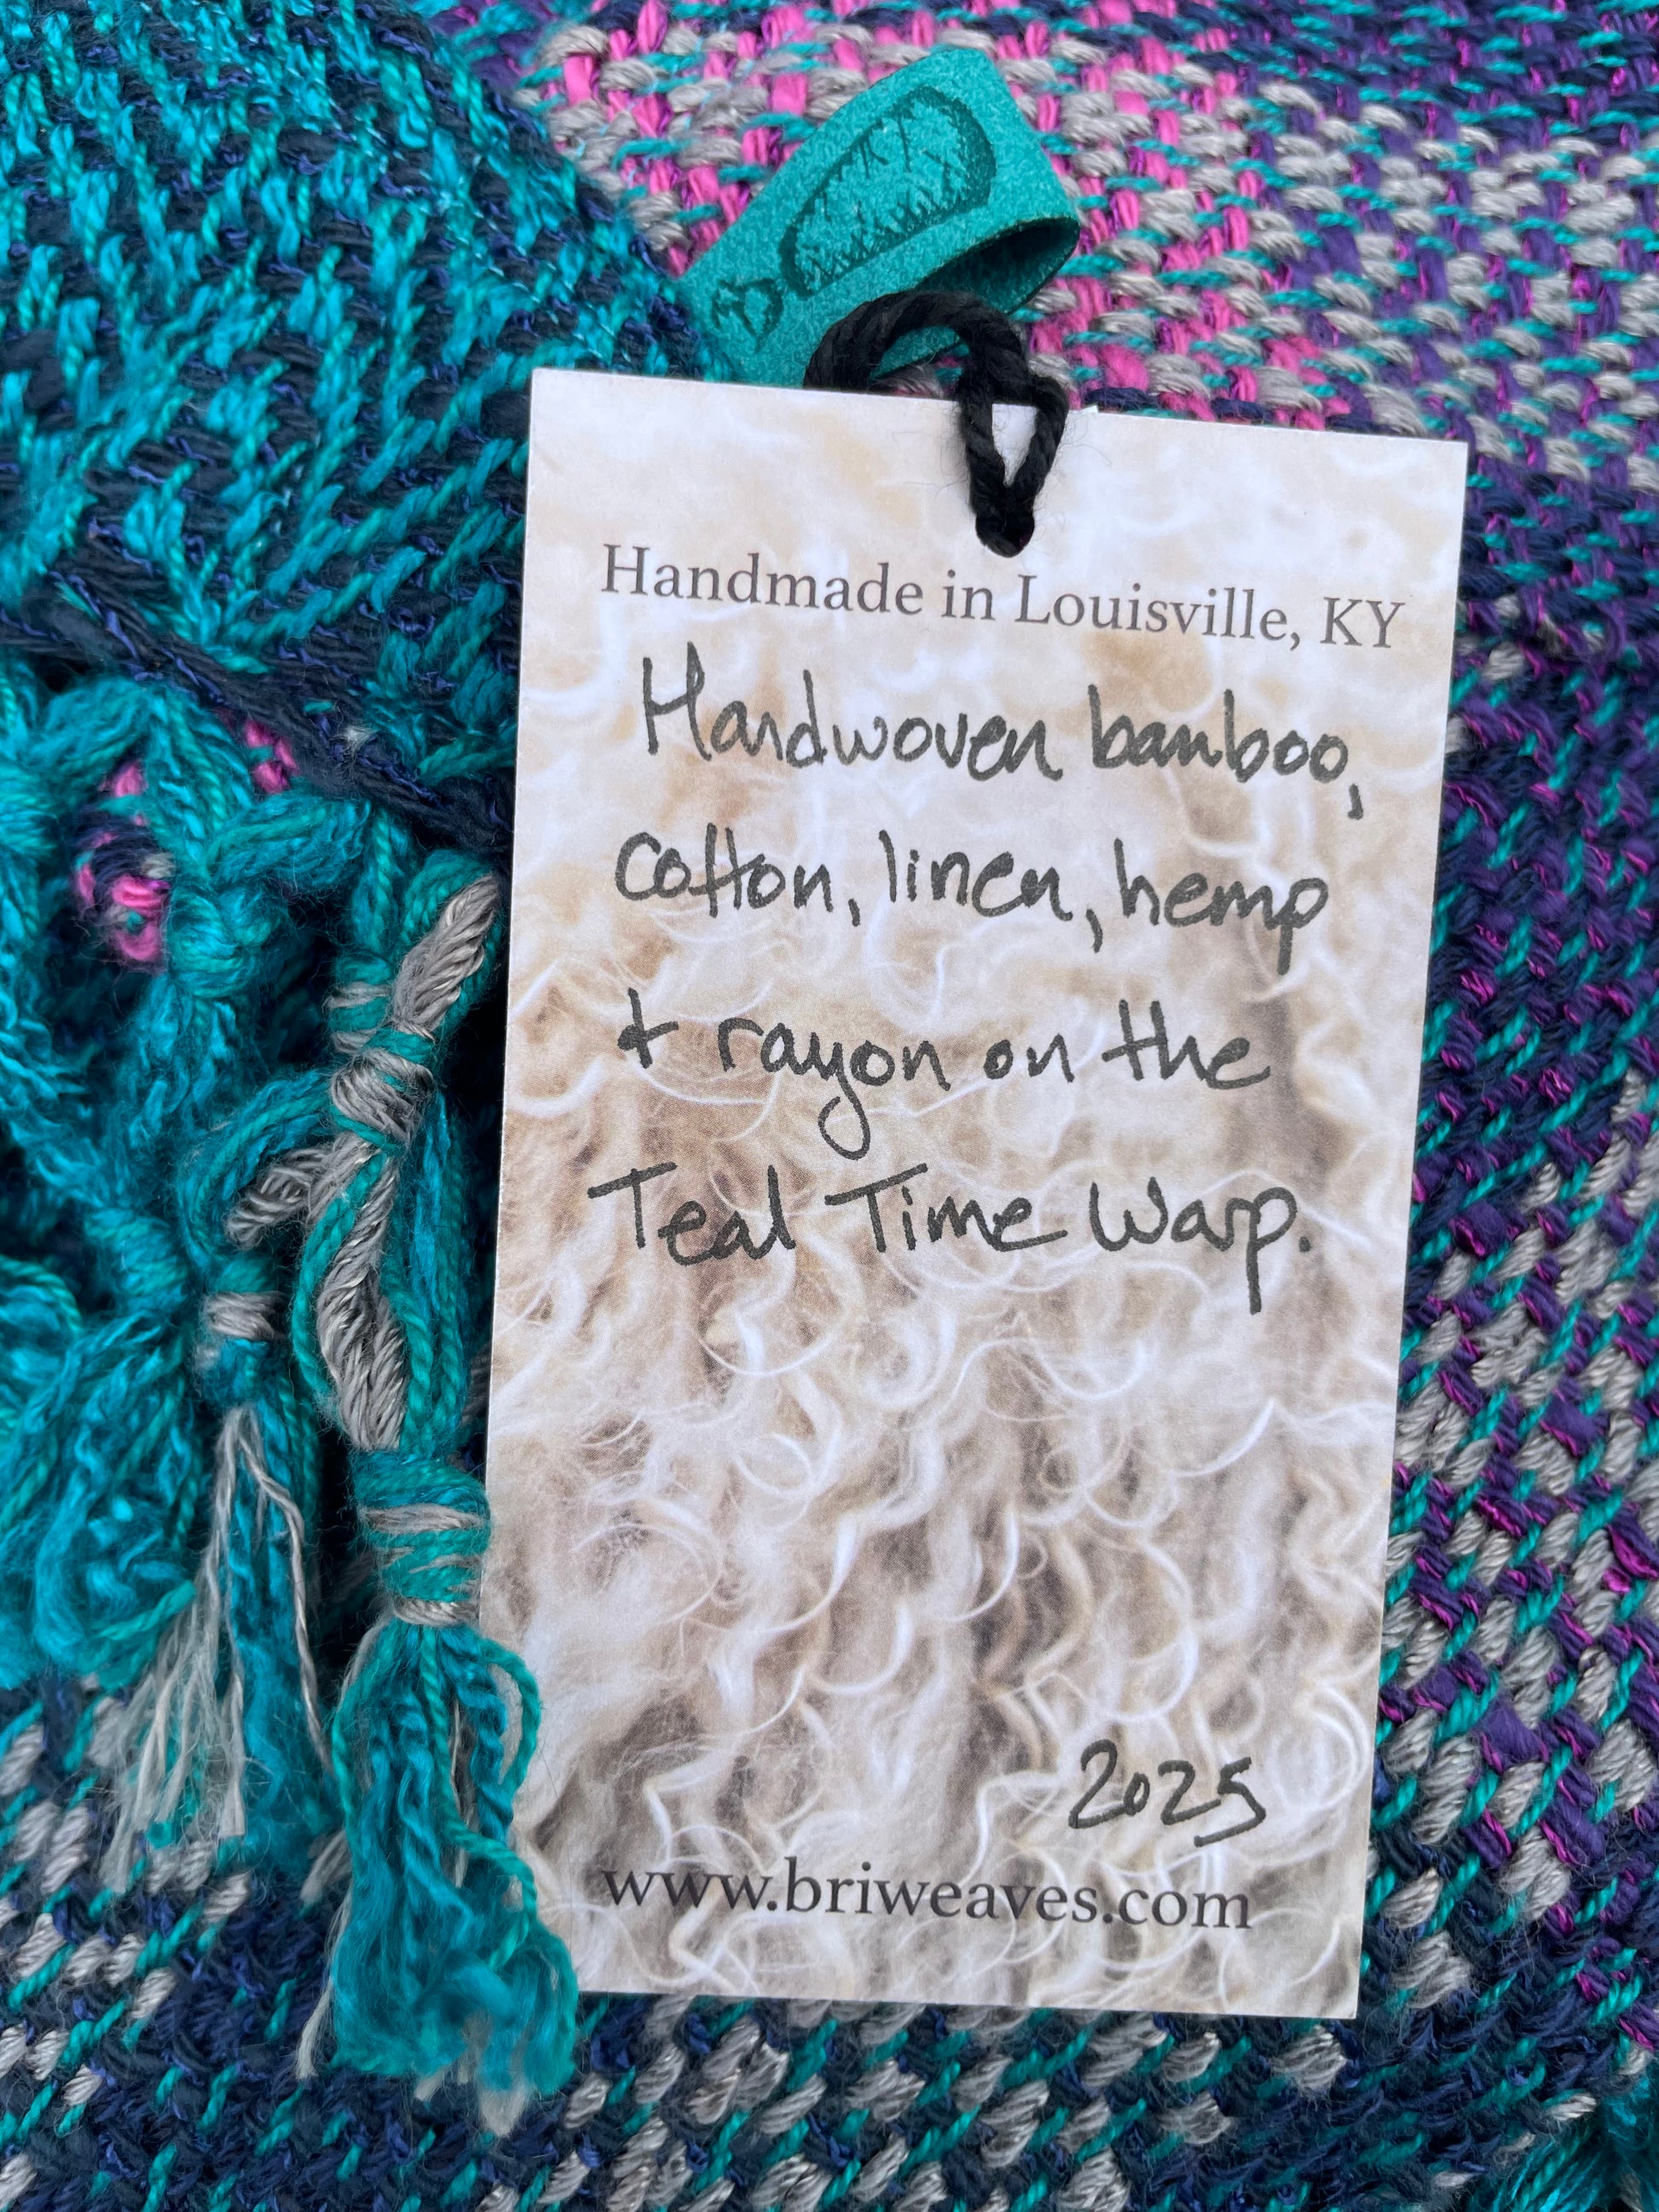 Handmade in Louisville, KY
Handwoven bamboo,
cotton, linen, hemp
+ rayon on the
Teal Time Warp.
2025
www.briweaves.com